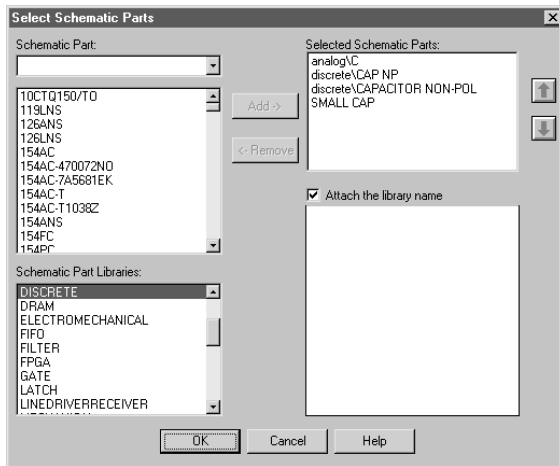 Select Schematic Parts
Schematic Part:
10CTQ150/TO
119LNS
126ANS
126LNS
154AC
154AC-470072NO
154AC-7A5681EK
154AC-T
154AC-T1038Z
154ANS
154FC
154PC
Schematic Part Libraries:
DISCRETE
DRAM
ELECTROMECHANICAL
FIFO
FILTER
FPGA
GATE
LATCH
LINEDRIVERRECEIVER
Add ->
<- Remove
Selected Schematic Parts:
analog\C
discrete\CAP NP
discrete\CAPACITOR NON-POL
SMALL CAP
Attach the library name
OK
Cancel
Help